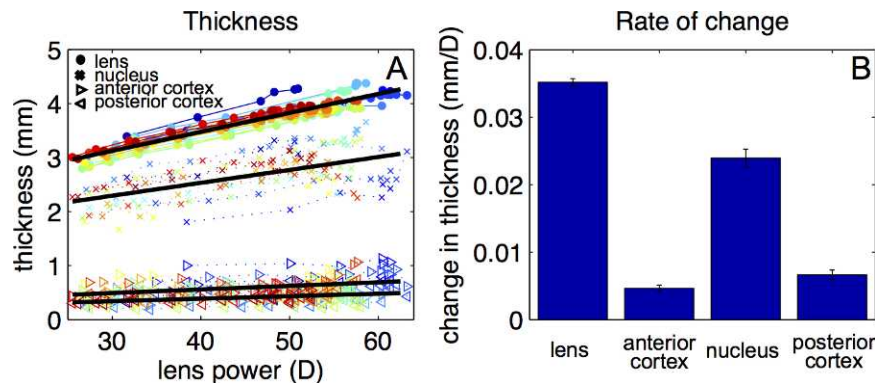 Thickness
A
lens
nucleus
anterior cortex
posterior cortex
5
4
3
2
1
0
thickness (mm)
30 40 50 60
lens power (D)
Rate of change
B
0.04
0.03
0.02
0.01
0
change in thickness (mm/D)
lens anterior cortex nucleus posterior cortex